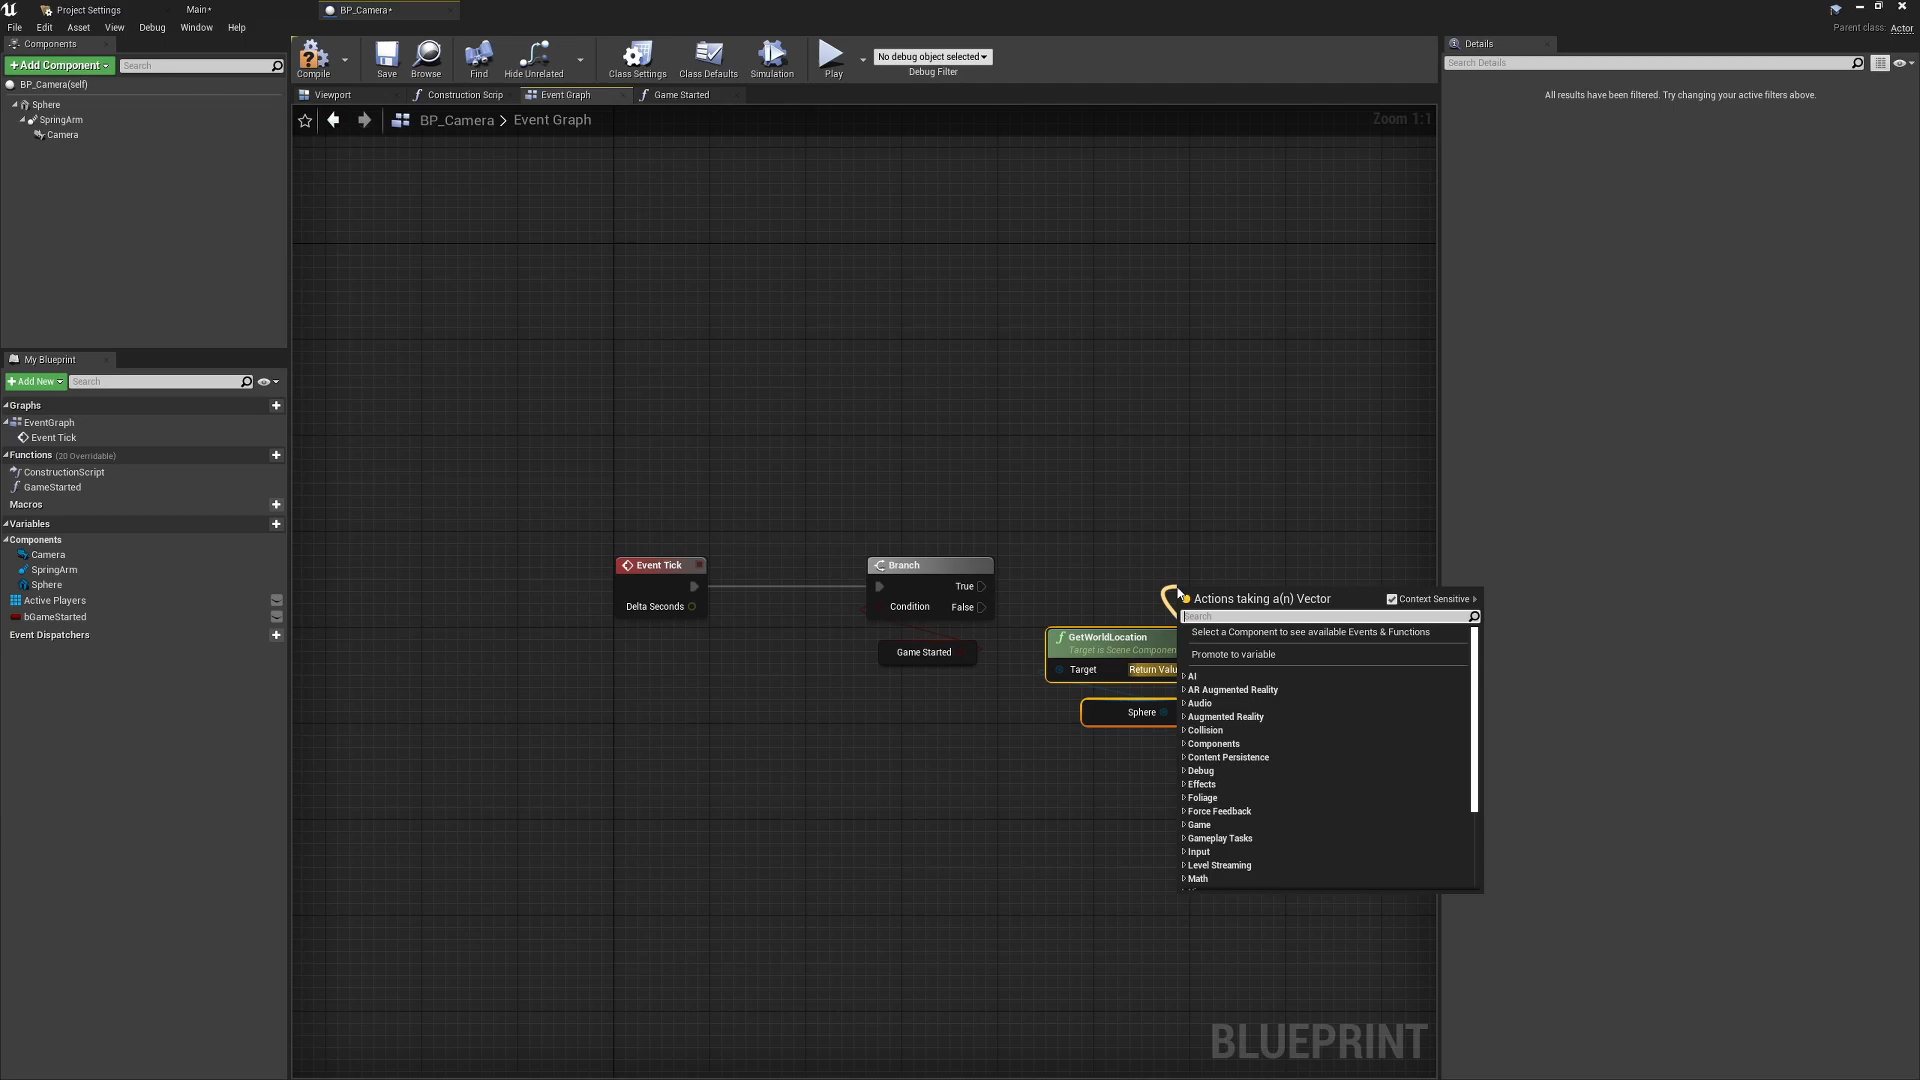 Project Settings
Main*
BP_Camera*
File Edit Asset View Debug Window Help
Parent class: Actor
Components
+Add Component Search
BP_Camera(self)
Sphere
SpringArm
Camera
Compile Save Browse Find Hide Unrelated Class Settings Class Defaults Simulation Play
No debug object selected
Debug Filter
Viewport Construction Scrip Event Graph Game Started
BP_Camera > Event Graph
Zoom 1:1
Details
Search Details
All results have been filtered. Try changing your active filters above.
My Blueprint
+Add New Search
Graphs
EventGraph
Event Tick
Functions (20 Overridable)
ConstructionScript
GameStarted
Macros
Variables
Components
Camera
SpringArm
Sphere
Active Players
bGameStarted
Event Dispatchers
Event Tick
Delta Seconds
Branch
True
Condition False
Game Started
GetWorldLocation
Target is Scene Componen
Target Return Valu
Sphere
Actions taking a(n) Vector Context Sensitive
Search
Select a Component to see available Events & Functions
Promote to variable
AI
AR Augmented Reality
Audio
Augmented Reality
Collision
Components
Content Persistence
Debug
Effects
Foliage
Force Feedback
Game
Gameplay Tasks
Input
Level Streaming
Math
BLUEPRINT